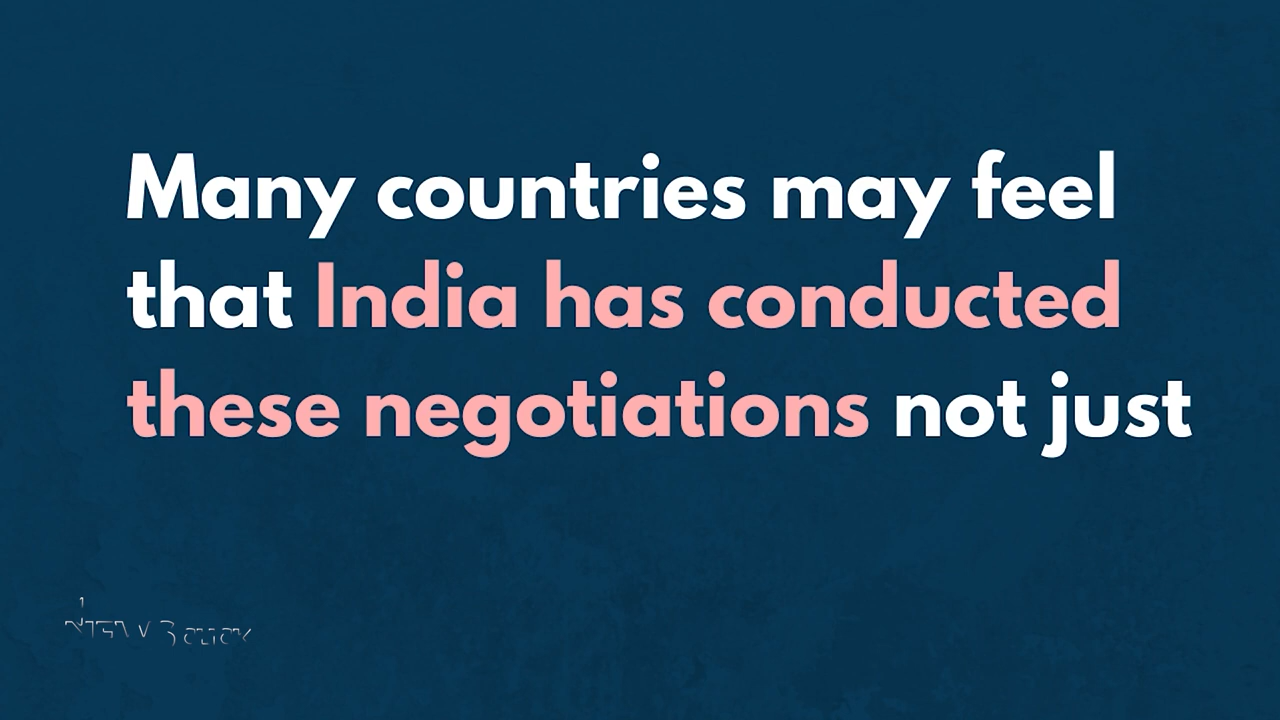 Many countries may feel
that India has conducted
these negotiations not just